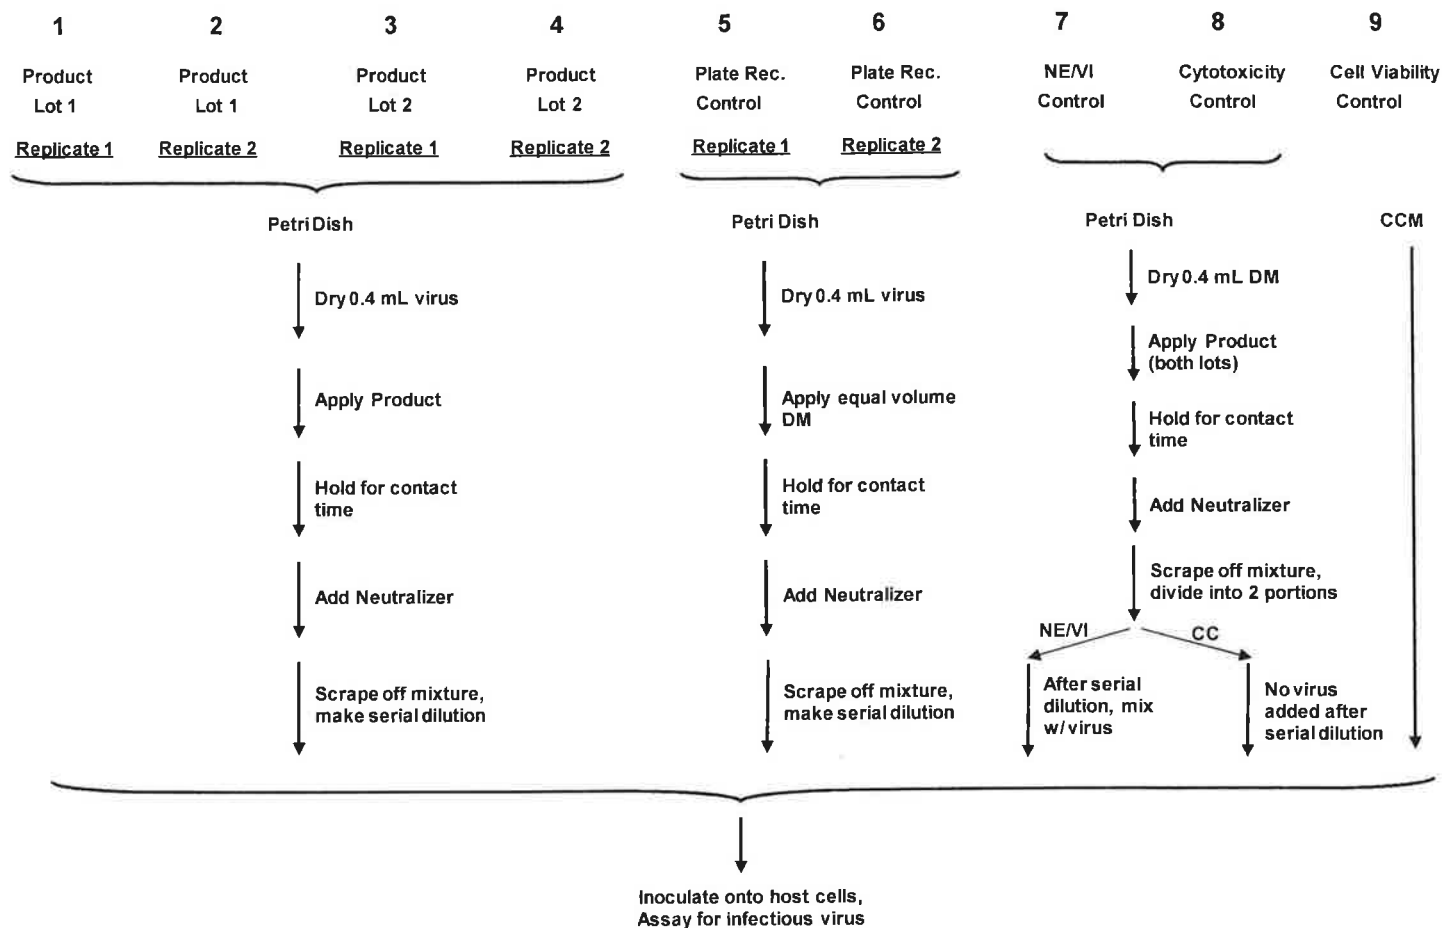 1 2 3 4 5 6 7 8 9
Product Product Product Product Plate Rec. Plate Rec. NE/VI Cytotoxicity Cell Viability
Lot 1 Lot 1 Lot 2 Lot 2 Control Control Control Control Control
Replicate 1 Replicate 2 Replicate 1 Replicate 2 Replicate 1 Replicate 2
Petri Dish
Dry 0.4 mL virus
Apply Product
Hold for contact
time
Add Neutralizer
Scrape off mixture,
make serial dilution
Petri Dish
Dry 0.4 mL virus
Apply equal volume
DM
Hold for contact
time
Add Neutralizer
Scrape off mixture,
make serial dilution
Petri Dish
Dry 0.4 mL DM
Apply Product
(both lots)
Hold for contact
time
Add Neutralizer
Scrape off mixture,
divide into 2 portions
NE/VI
CC
After serial
dilution, mix
w/ virus
No virus
added after
serial dilution
CCM
Inoculate onto host cells,
Assay for infectious virus